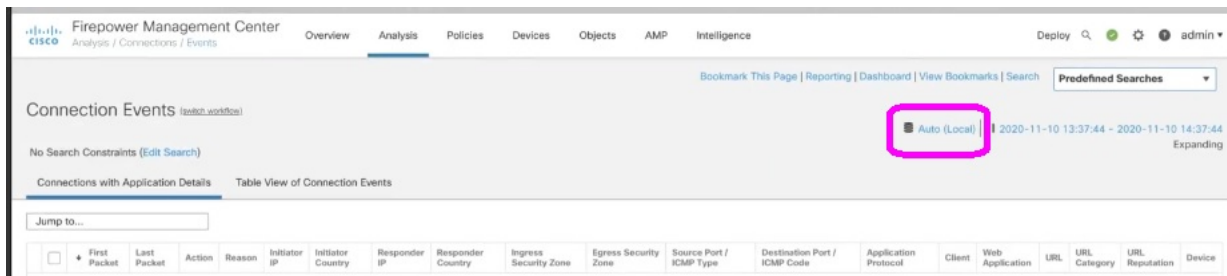 cisco
Firepower Management Center
Analysis / Connections / Events
Overview Analysis Policies Devices Objects AMP Intelligence Deploy admin
Bookmark This Page | Reporting | Dashboard | View Bookmarks | Search Predefined Searches
Connection Events (switch workflow)
Auto (Local) 2020-11-10 13:37:44 - 2020-11-10 14:37:44
Expanding
No Search Constraints (Edit Search)
Connections with Application Details Table View of Connection Events
Jump to...
First Packet Last Packet Action Reason Initiator IP Initiator Country Responder IP Responder Country Ingress Security Zone Egress Security Zone Source Port / ICMP Type Destination Port / ICMP Code Application Protocol Client Web Application URL URL Category URL Reputation Device